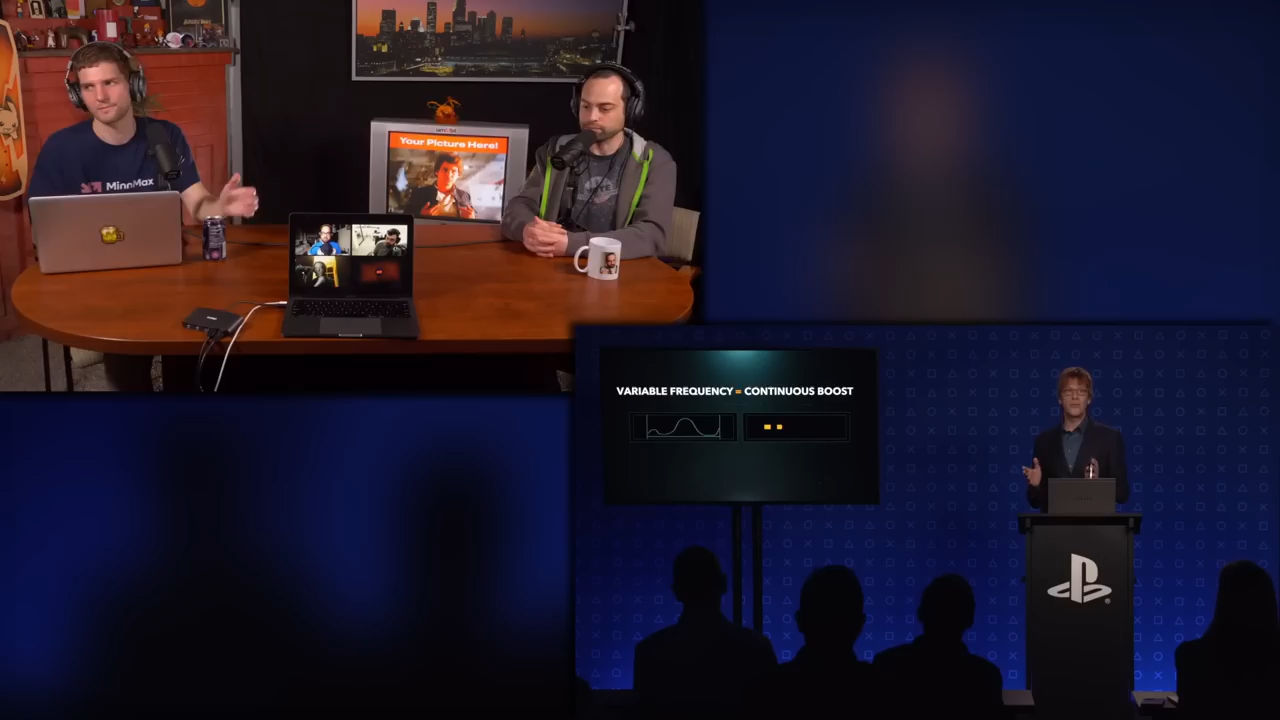 Your Picture Here!
MinnMax
VARIABLE FREQUENCY = CONTINUOUS BOOST